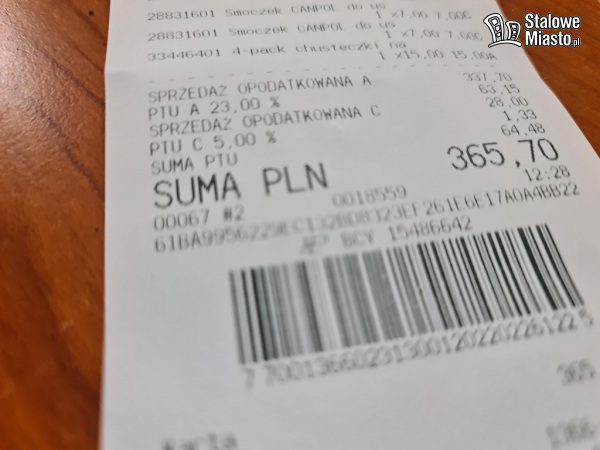 Stalowe
Miasto.pl
28831601 Smoczek CANPOL do us
1 x7,00 7,00C
28831601 Smoczek CANPOL do us
1 x7,00 7,00C
33446401 4-pack chusteczki na
1 x15,00 15,00A
SPRZEDAŻ OPODATKOWANA A 337,70
PTU A 23,00 % 63,15
SPRZEDAŻ OPODATKOWANA C 28,00
PTU C 5,00 % 1,33
SUMA PTU 64,48
SUMA PLN 365,70
00067 #2 0018559 12:28
BCY 15486642
365
Karta